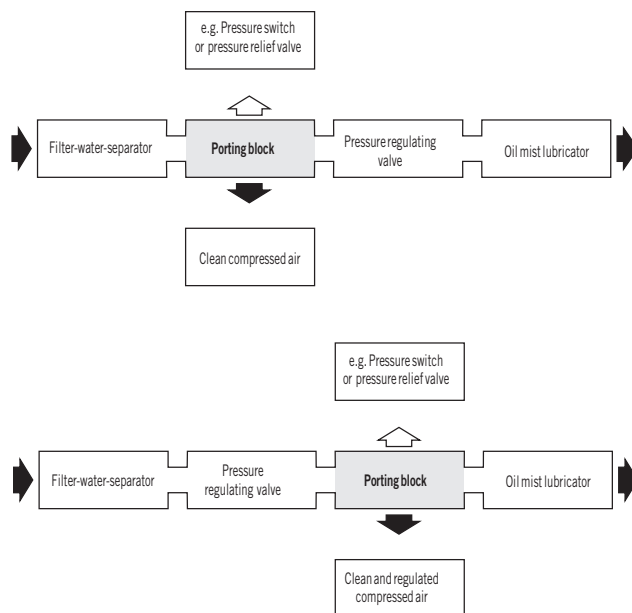 e.g. Pressure switch
or pressure relief valve
Filter-water-separator
Porting block
Pressure regulating
valve
Oil mist lubricator
Clean compressed air
e.g. Pressure switch
or pressure relief valve
Filter-water-separator
Pressure
regulating valve
Porting block
Oil mist lubricator
Clean and regulated
compressed air